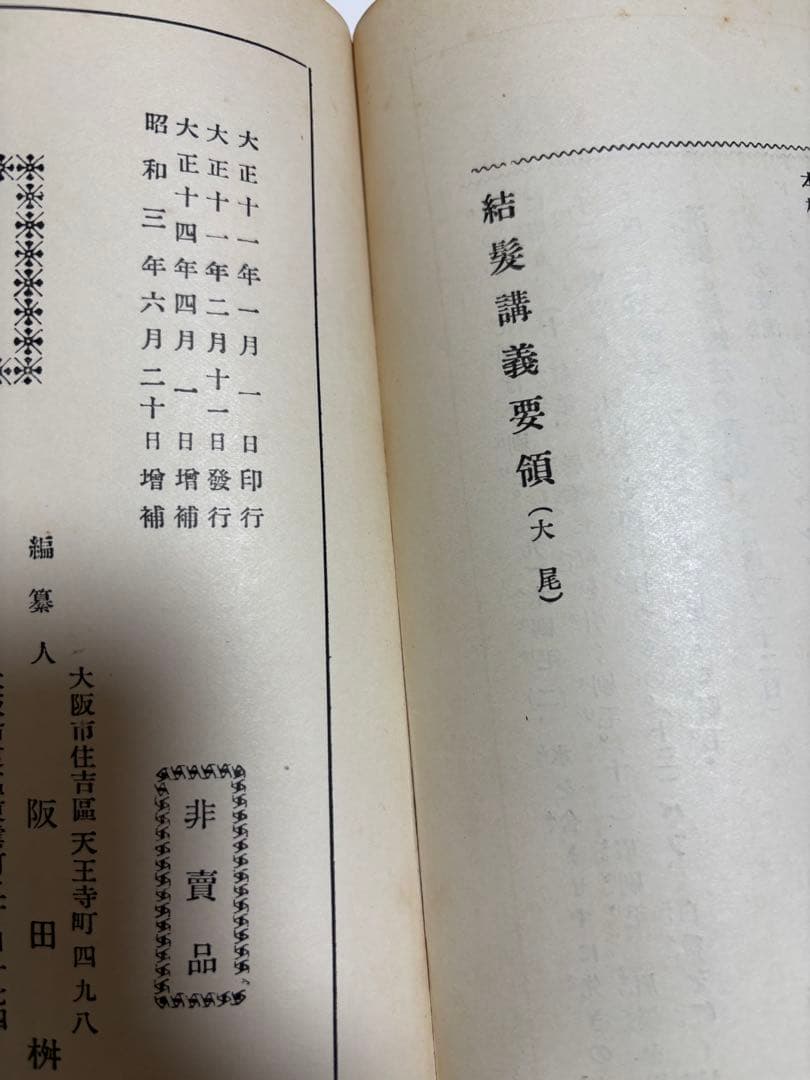 結髮講義要領(大尾)
大正十一年一月一日印行
大正十一年二月十一日發行
大正十四年四月一日增補
昭和三年六月二十日增補
非賣品
大阪市住吉區天王寺町四九八
編纂人 阪田桝